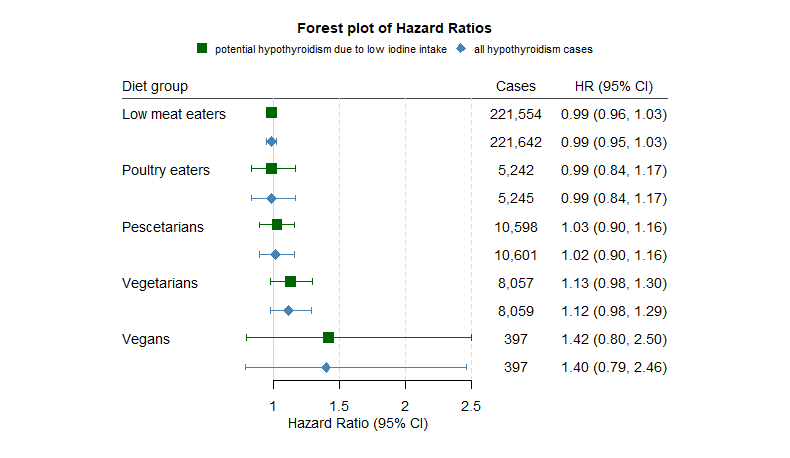 Forest plot of Hazard Ratios
potential hypothyroidism due to low iodine intake all hypothyroidism cases
Diet group Cases HR (95% CI)
Low meat eaters 221,554 0.99 (0.96, 1.03)
221,642 0.99 (0.95, 1.03)
Poultry eaters 5,242 0.99 (0.84, 1.17)
5,245 0.99 (0.84, 1.17)
Pescetarians 10,598 1.03 (0.90, 1.16)
10,601 1.02 (0.90, 1.16)
Vegetarians 8,057 1.13 (0.98, 1.30)
8,059 1.12 (0.98, 1.29)
Vegans 397 1.42 (0.80, 2.50)
397 1.40 (0.79, 2.46)
1 1.5 2 2.5
Hazard Ratio (95% CI)